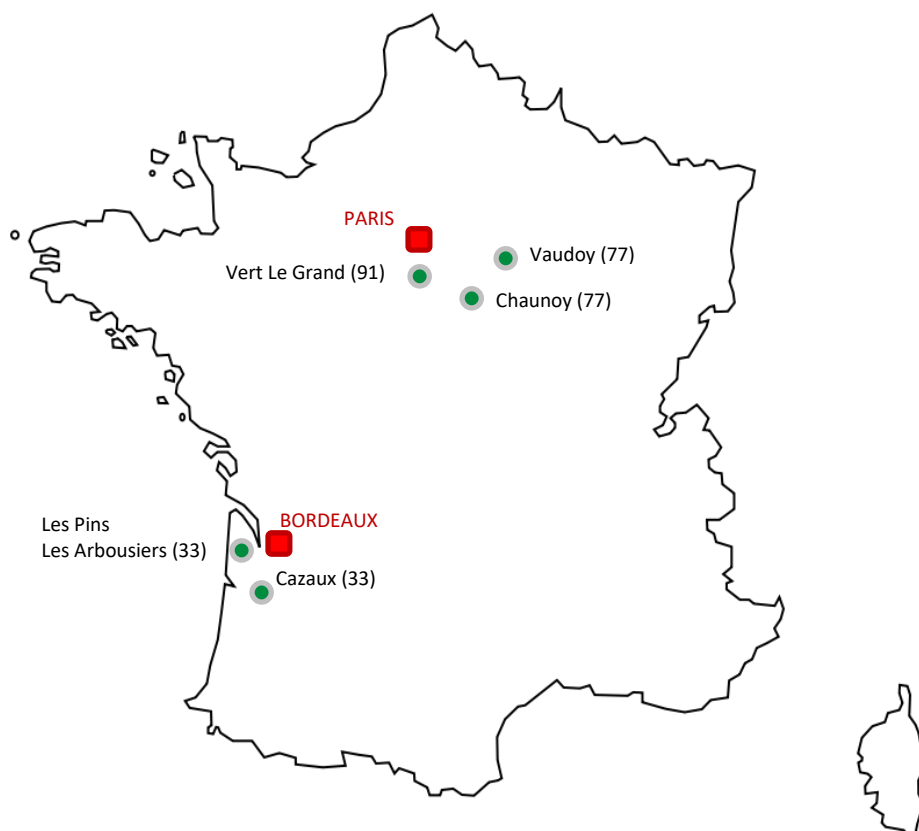 PARIS
Vaudoy (77)
Vert Le Grand (91)
Chaunoy (77)
BORDEAUX
Les Pins
Les Arbousiers (33)
Cazaux (33)